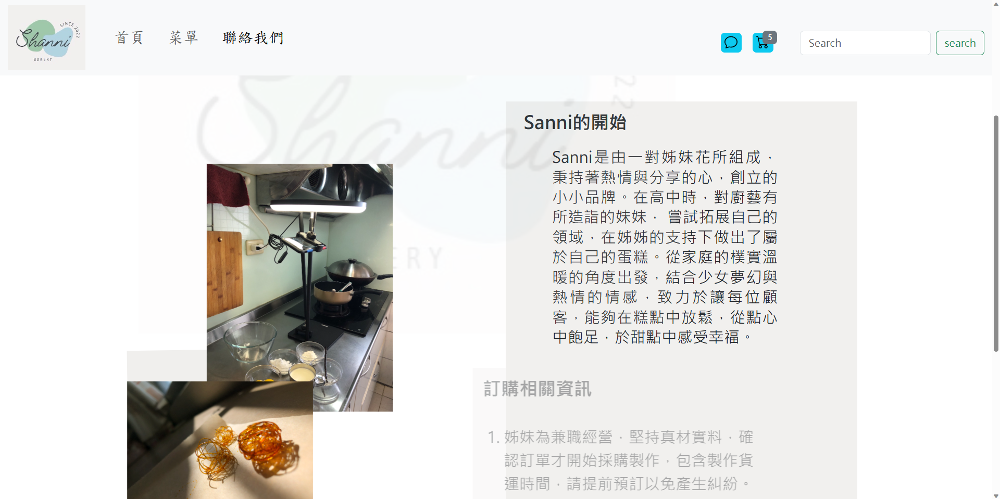 Shanni
SINCE 2022
BAKERY
首頁
菜單
聯絡我們
5
Search
search
Shanni
22
ERY
Sanni的開始
Sanni是由一對姊妹花所組成，
秉持著熱情與分享的心，創立的
小小品牌。在高中時，對廚藝有
所造詣的妹妹， 嘗試拓展自己的
領域，在姊姊的支持下做出了屬
於自己的蛋糕。從家庭的樸實溫
暖的角度出發，結合少女夢幻與
熱情的情感，致力於讓每位顧
客，能夠在糕點中放鬆，從點心
中飽足，於甜點中感受幸福。
訂購相關資訊
1. 姊妹為兼職經營，堅持真材實料，確
認訂單才開始採購製作，包含製作貨
運時間，請提前預訂以免產生糾紛。